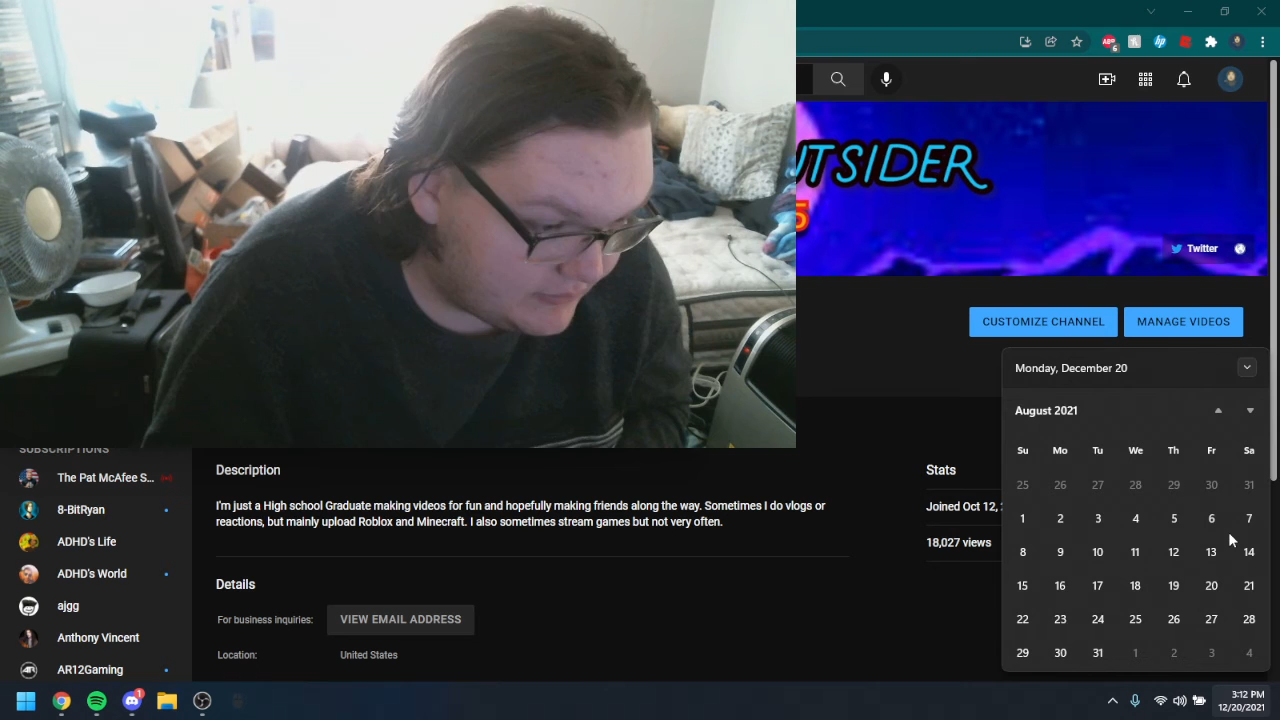 UTSIDER
5
Twitter
CUSTOMIZE CHANNEL
MANAGE VIDEOS
Monday, December 20
August 2021
Su Mo Tu We Th Fr Sa
25 26 27 28 29 30 31
1 2 3 4 5 6 7
8 9 10 11 12 13 14
15 16 17 18 19 20 21
22 23 24 25 26 27 28
29 30 31 1 2 3 4
SUBSCRIPTIONS
The Pat McAfee S...
8-BitRyan
ADHD's Life
ADHD's World
ajgg
Anthony Vincent
AR12Gaming
Description
I'm just a High school Graduate making videos for fun and hopefully making friends along the way. Sometimes I do vlogs or
reactions, but mainly upload Roblox and Minecraft. I also sometimes stream games but not very often.
Details
For business inquiries:
VIEW EMAIL ADDRESS
Location:
United States
Stats
Joined Oct 12,
18,027 views
3:12 PM
12/20/2021